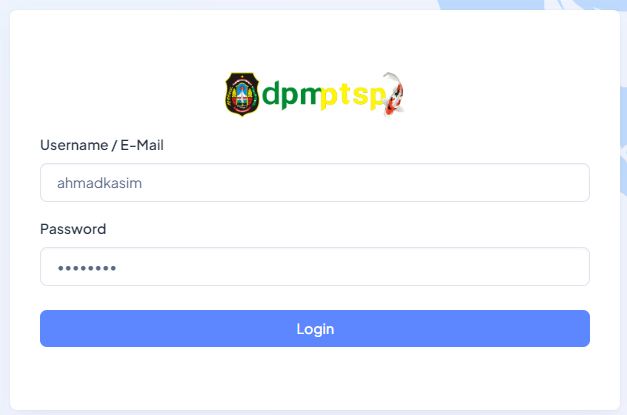 dpmptsp
Username / E-Mail
ahmadkasim
Password
••••••••
Login